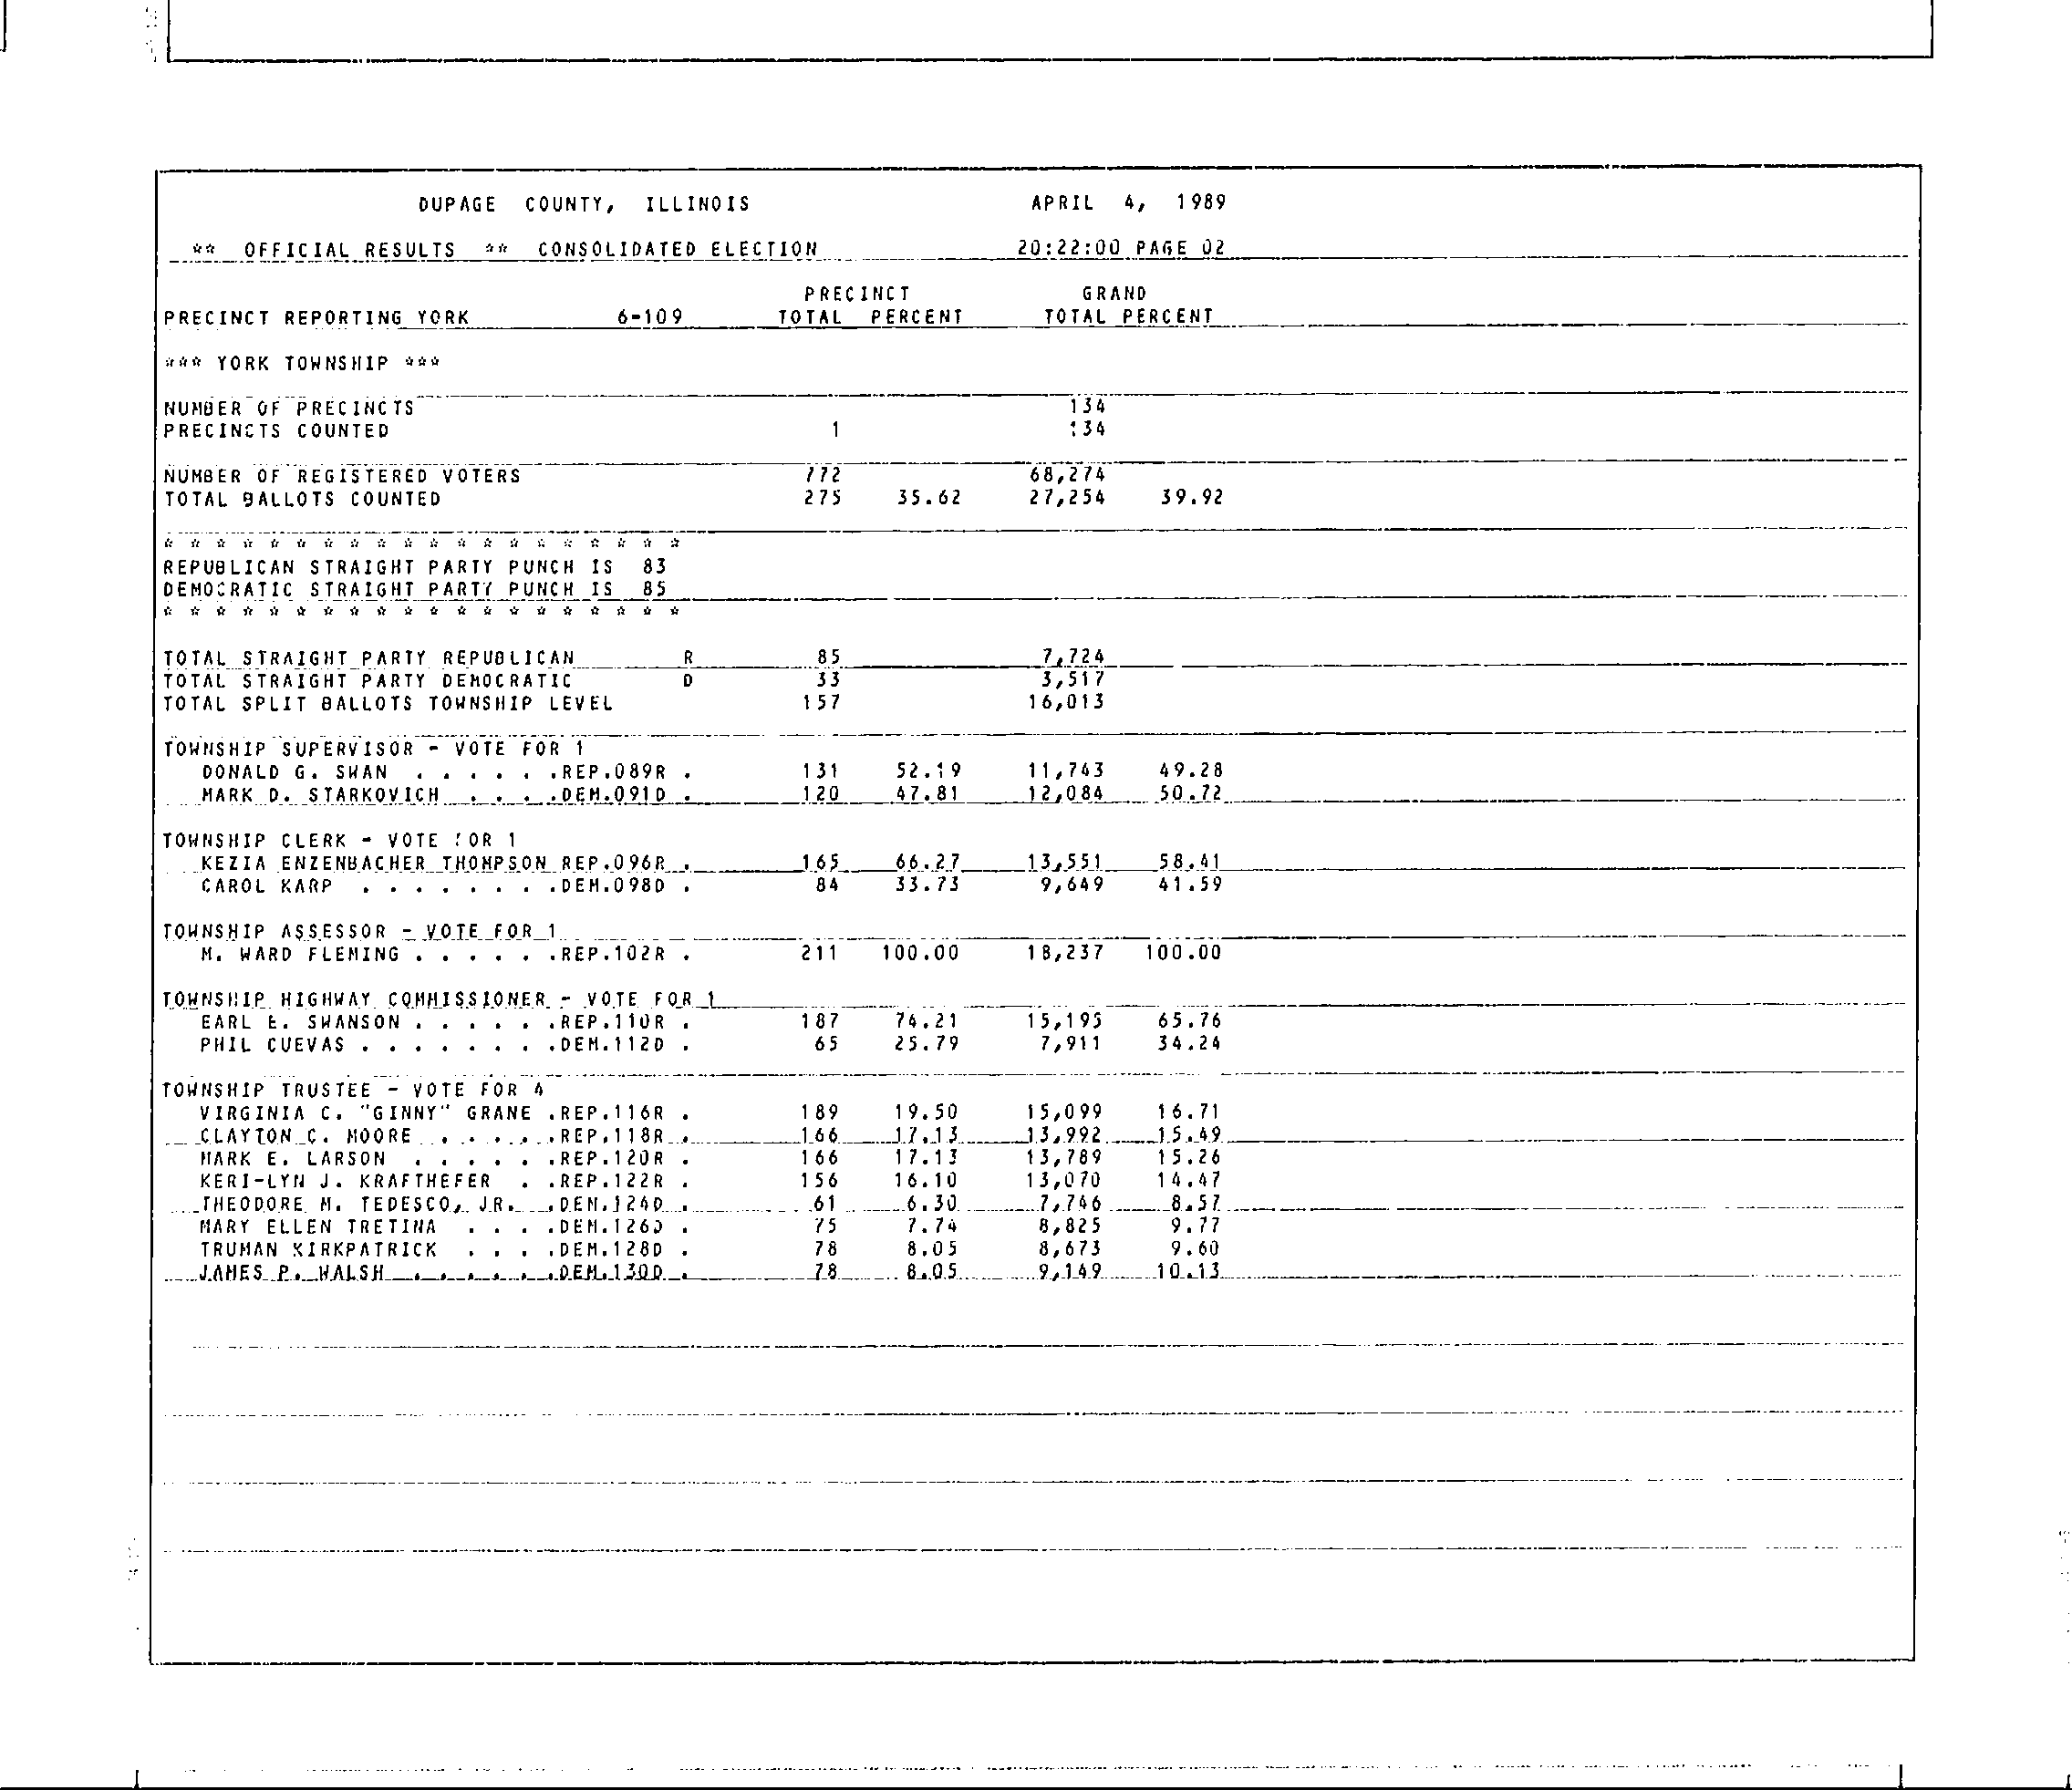 DUPAGE COUNTY, ILLINOIS APRIL 4, 1989
** OFFICIAL RESULTS ** CONSOLIDATED ELECTION 20:22:00 PAGE 02
PRECINCT GRAND
PRECINCT REPORTING YORK 6-109 TOTAL PERCENT TOTAL PERCENT
*** YORK TOWNSHIP ***
NUMBER OF PRECINCTS 134
PRECINCTS COUNTED 1 134
NUMBER OF REGISTERED VOTERS 772 68,274
TOTAL BALLOTS COUNTED 275 35.62 27,254 39.92
* * * * * * * * * * * * * * * * * * * *
REPUBLICAN STRAIGHT PARTY PUNCH IS 83
DEMOCRATIC STRAIGHT PARTY PUNCH IS 85
* * * * * * * * * * * * * * * * * * * *
TOTAL STRAIGHT PARTY REPUBLICAN R 85 7,724
TOTAL STRAIGHT PARTY DEMOCRATIC D 33 3,517
TOTAL SPLIT BALLOTS TOWNSHIP LEVEL 157 16,013
TOWNSHIP SUPERVISOR - VOTE FOR 1
DONALD G. SWAN . . . . . .REP.089R . 131 52.19 11,743 49.28
MARK D. STARKOVICH . . . .DEM.091D . 120 47.81 12,084 50.72
TOWNSHIP CLERK - VOTE FOR 1
KEZIA ENZENBACHER THOMPSON REP.096R . 165 66.27 13,551 58.41
CAROL KARP . . . . . . . .DEM.098D . 84 33.73 9,649 41.59
TOWNSHIP ASSESSOR - VOTE FOR 1
M. WARD FLEMING . . . . . .REP.102R . 211 100.00 18,237 100.00
TOWNSHIP HIGHWAY COMMISSIONER - VOTE FOR 1
EARL E. SWANSON . . . . . .REP.110R . 187 74.21 15,195 65.76
PHIL CUEVAS . . . . . . . .DEM.112D . 65 25.79 7,911 34.24
TOWNSHIP TRUSTEE - VOTE FOR 4
VIRGINIA C. "GINNY" GRANE .REP.116R . 189 19.50 15,099 16.71
CLAYTON C. MOORE . . . . . .REP.118R . 166 17.13 13,992 15.49
MARK E. LARSON . . . . . .REP.120R . 166 17.13 13,789 15.26
KERI-LYN J. KRAFTHEFER . .REP.122R . 156 16.10 13,070 14.47
THEODORE M. TEDESCO, JR. .DEM.124D . 61 6.30 7,746 8.57
MARY ELLEN TRETINA . . . .DEM.126D . 75 7.74 8,825 9.77
TRUMAN KIRKPATRICK . . . .DEM.128D . 78 8.05 8,673 9.60
JAMES P. WALSH . . . . . .DEM.130D . 78 8.05 9,149 10.13